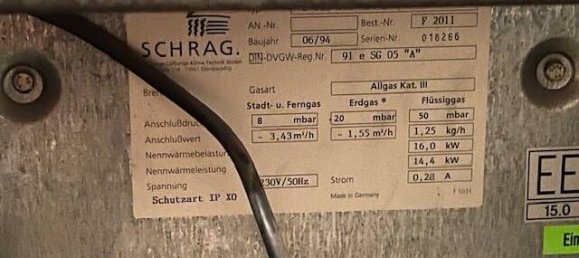 AN.-Nr. Best.-Nr. F 2011
SCHRAG. Baujahr 06/94 Serien-Nr. 016266
DIN-DVGW-Reg.Nr. 91 e SG 05 "A"
Gasart Allgas Kat. III
Stadt- u. Ferngas Erdgas * Flüssiggas
Anschlußdruck 8 mbar 20 mbar 50 mbar
Anschlußwert ~ 3,43 m³/h ~ 1,55 m³/h 1,25 kg/h
Nennwärmebelastung 16,0 kW
Nennwärmeleistung 14,4 kW
Spannung 230V/50Hz Strom 0,28 A
Schutzart IP XO Made in Germany
EE
15.0
Ein